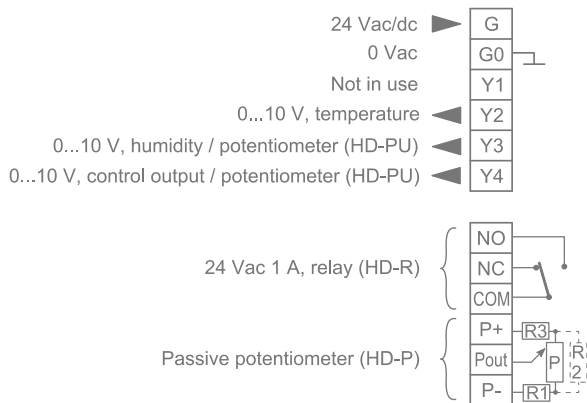 24 Vac/dc G
0 Vac G0
Not in use Y1
0...10 V, temperature Y2
0...10 V, humidity / potentiometer (HD-PU) Y3
0...10 V, control output / potentiometer (HD-PU) Y4
NO
24 Vac 1 A, relay (HD-R) NC
COM
P+ R3
Passive potentiometer (HD-P) Pout P R2
P- R1